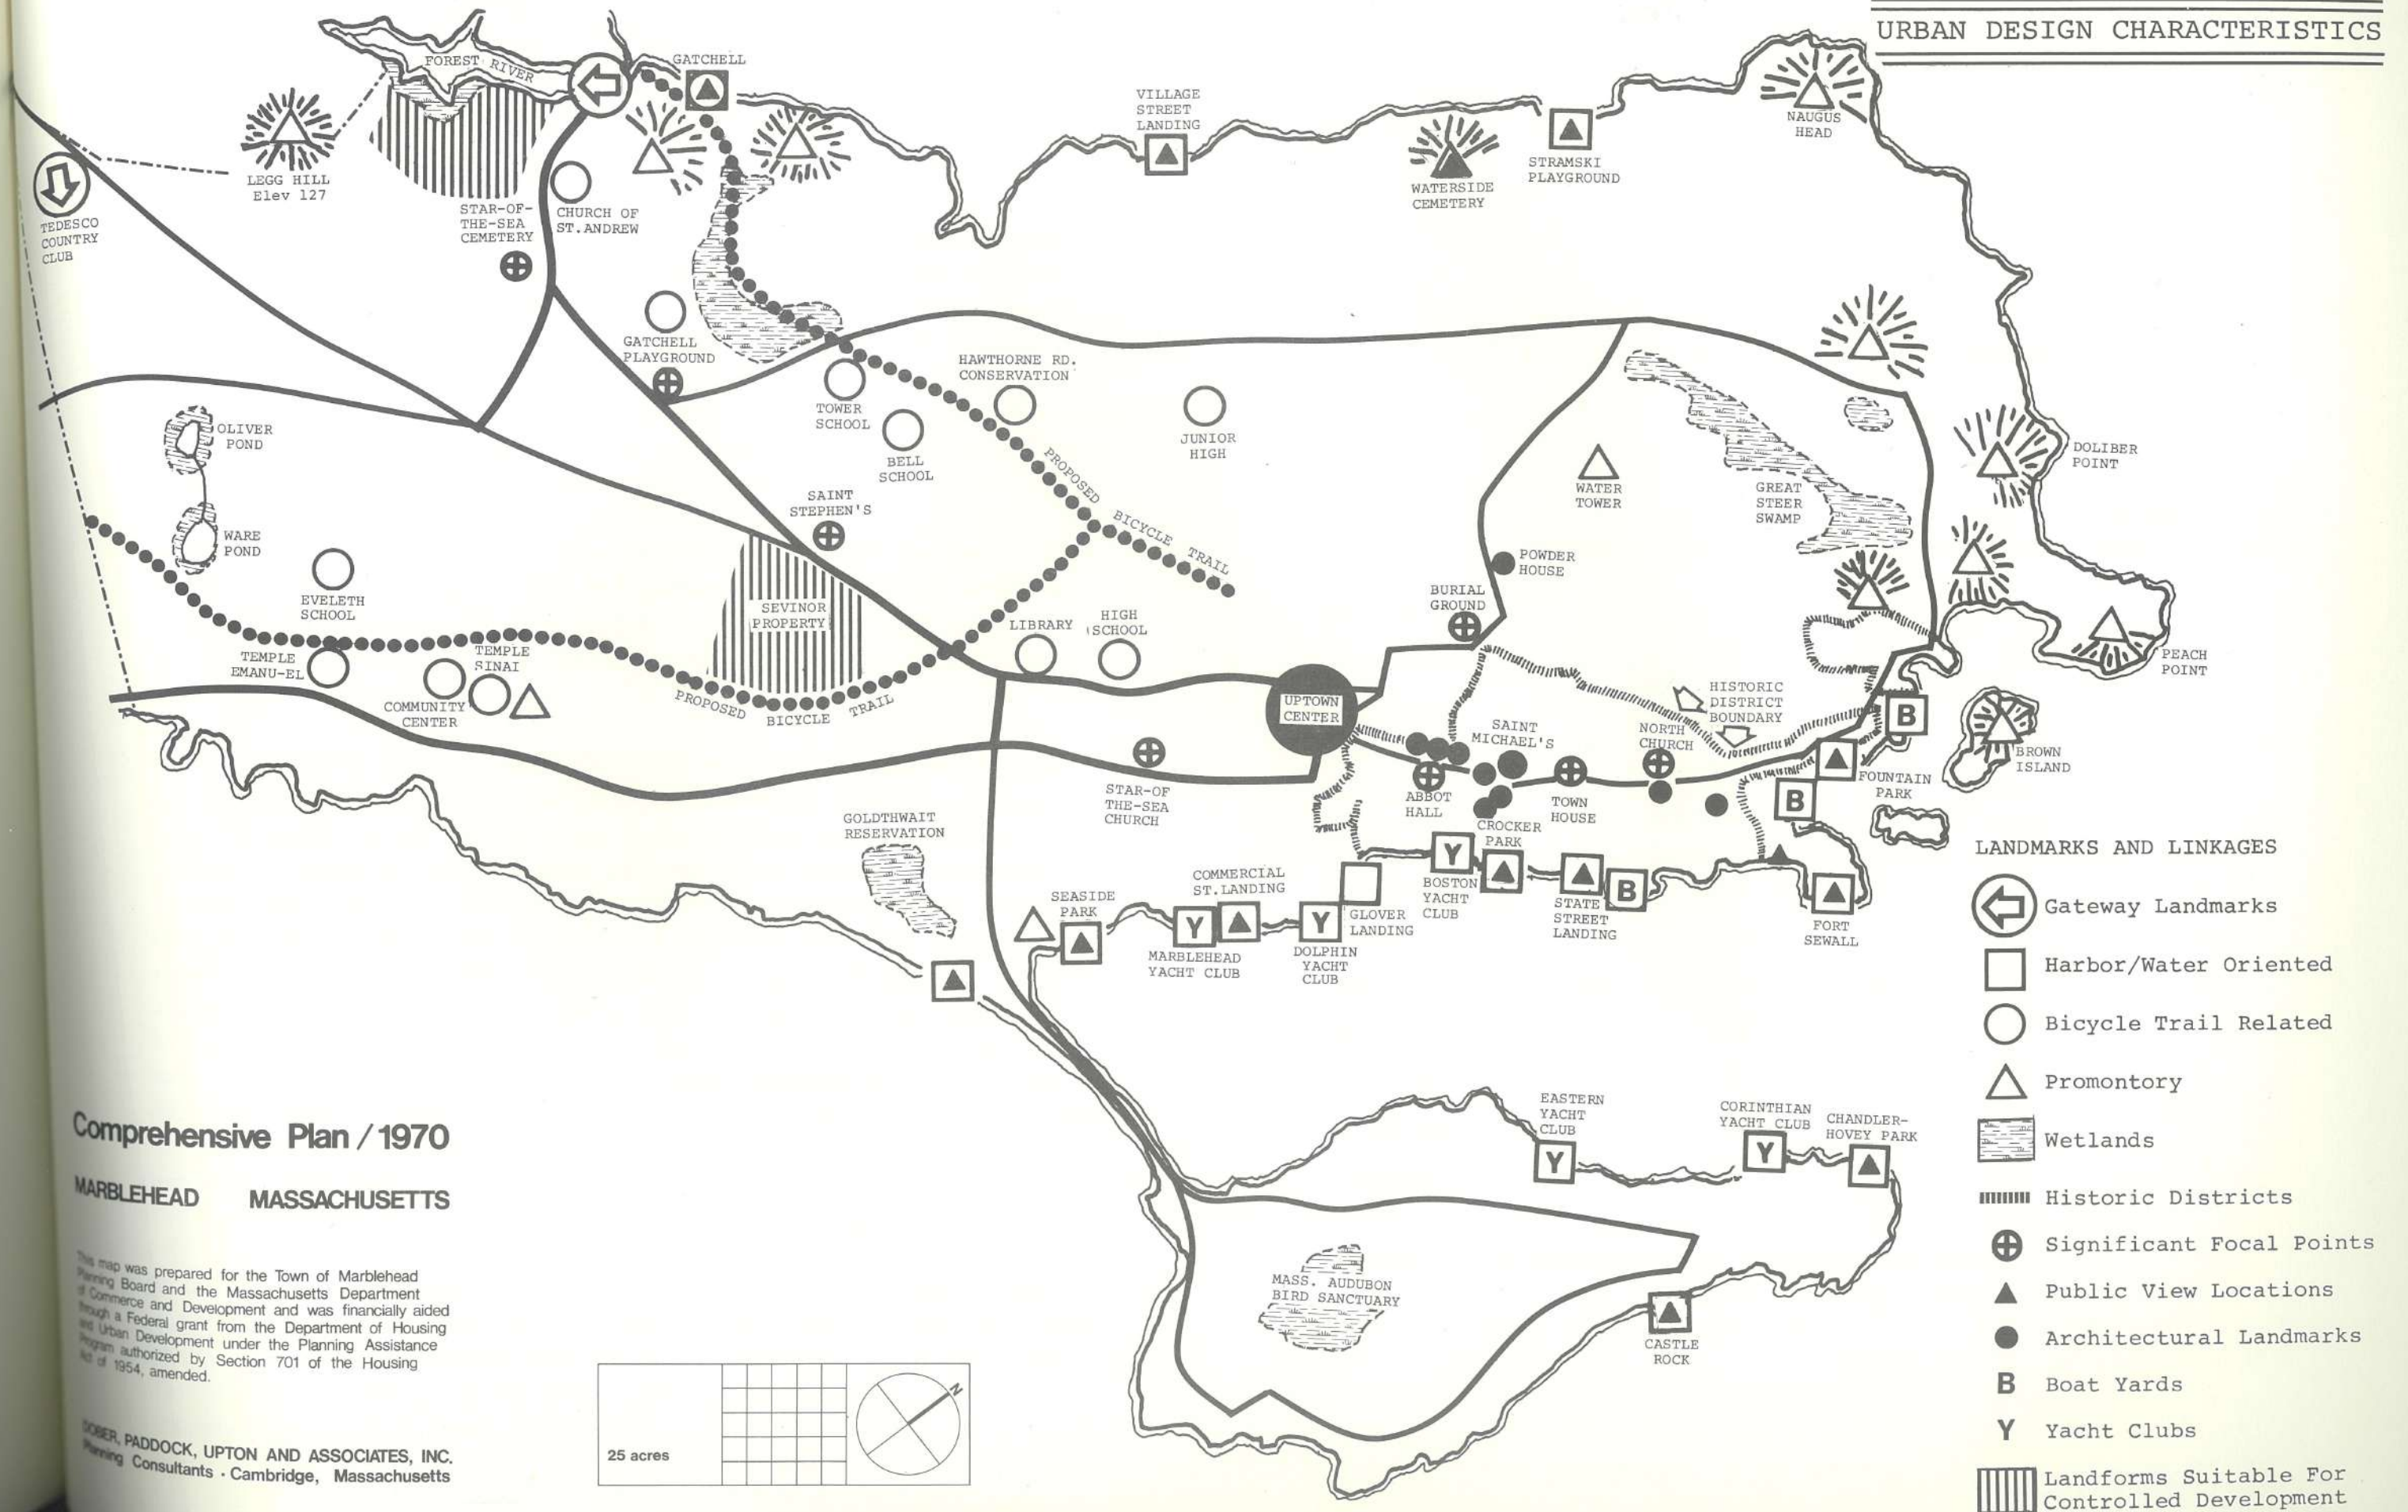 URBAN DESIGN CHARACTERISTICS
FOREST RIVER
GATCHELL
VILLAGE
STREET
LANDING
NAUGUS
HEAD
STRAMSKI
PLAYGROUND
WATERSIDE
CEMETERY
LEGG HILL
Elev 127
TEDESCO
COUNTRY
CLUB
STAR-OF-
THE-SEA
CEMETERY
CHURCH OF
ST.ANDREW
GATCHELL
PLAYGROUND
HAWTHORNE RD.
CONSERVATION
TOWER
SCHOOL
BELL
SCHOOL
JUNIOR
HIGH
OLIVER
POND
WARE
POND
SAINT
STEPHEN'S
PROPOSED BICYCLE TRAIL
WATER
TOWER
GREAT
STEER
SWAMP
DOLIBER
POINT
POWDER
HOUSE
BURIAL
GROUND
EVELETH
SCHOOL
SEVINOR
PROPERTY
LIBRARY
HIGH
SCHOOL
TEMPLE
EMANU-EL
TEMPLE
SINAI
COMMUNITY
CENTER
PROPOSED BICYCLE TRAIL
UPTOWN
CENTER
HISTORIC
DISTRICT
BOUNDARY
PEACH
POINT
SAINT
MICHAEL'S
NORTH
CHURCH
B
BROWN
ISLAND
FOUNTAIN
PARK
B
STAR-OF
THE-SEA
CHURCH
ABBOT
HALL
TOWN
HOUSE
CROCKER
PARK
GOLDTHWAIT
RESERVATION
SEASIDE
PARK
COMMERCIAL
ST.LANDING
Y
MARBLEHEAD
YACHT CLUB
Y
DOLPHIN
YACHT
CLUB
GLOVER
LANDING
Y
BOSTON
YACHT
CLUB
STATE
STREET
LANDING
B
FORT
SEWALL
EASTERN
YACHT
CLUB
Y
CORINTHIAN
YACHT CLUB
Y
CHANDLER-
HOVEY PARK
MASS. AUDUBON
BIRD SANCTUARY
CASTLE
ROCK
LANDMARKS AND LINKAGES
Gateway Landmarks
Harbor/Water Oriented
Bicycle Trail Related
Promontory
Wetlands
Historic Districts
Significant Focal Points
Public View Locations
Architectural Landmarks
B Boat Yards
Y Yacht Clubs
Landforms Suitable For
Controlled Development
Comprehensive Plan / 1970
MARBLEHEAD MASSACHUSETTS
This map was prepared for the Town of Marblehead
Planning Board and the Massachusetts Department
of Commerce and Development and was financially aided
through a Federal grant from the Department of Housing
and Urban Development under the Planning Assistance
Program authorized by Section 701 of the Housing
Act of 1954, amended.
DOBER, PADDOCK, UPTON AND ASSOCIATES, INC.
Planning Consultants · Cambridge, Massachusetts
25 acres
N